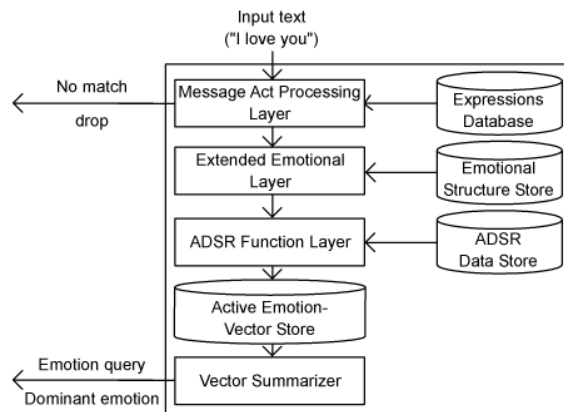 Input text
("I love you")
No match
drop
Message Act Processing
Layer
Expressions
Database
Extended Emotional
Layer
Emotional
Structure Store
ADSR Function Layer
ADSR
Data Store
Active Emotion-
Vector Store
Emotion query
Dominant emotion
Vector Summarizer